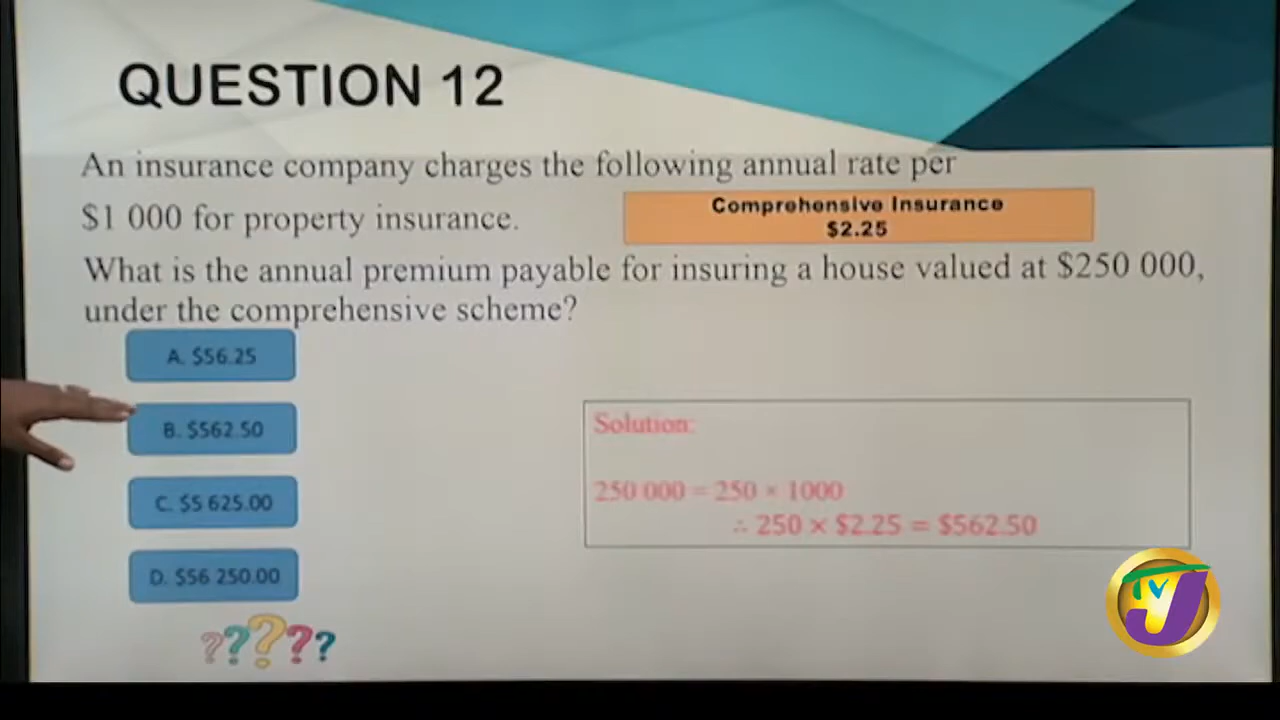 QUESTION 12
An insurance company charges the following annual rate per
$1 000 for property insurance.
Comprehensive Insurance
$2.25
What is the annual premium payable for insuring a house valued at $250 000,
under the comprehensive scheme?
A. $56.25
B. $562.50
C. $5 625.00
D. $56 250.00
?????
Solution:
250 000 = 250 × 1000
∴ 250 × $2.25 = $562.50
TVJ